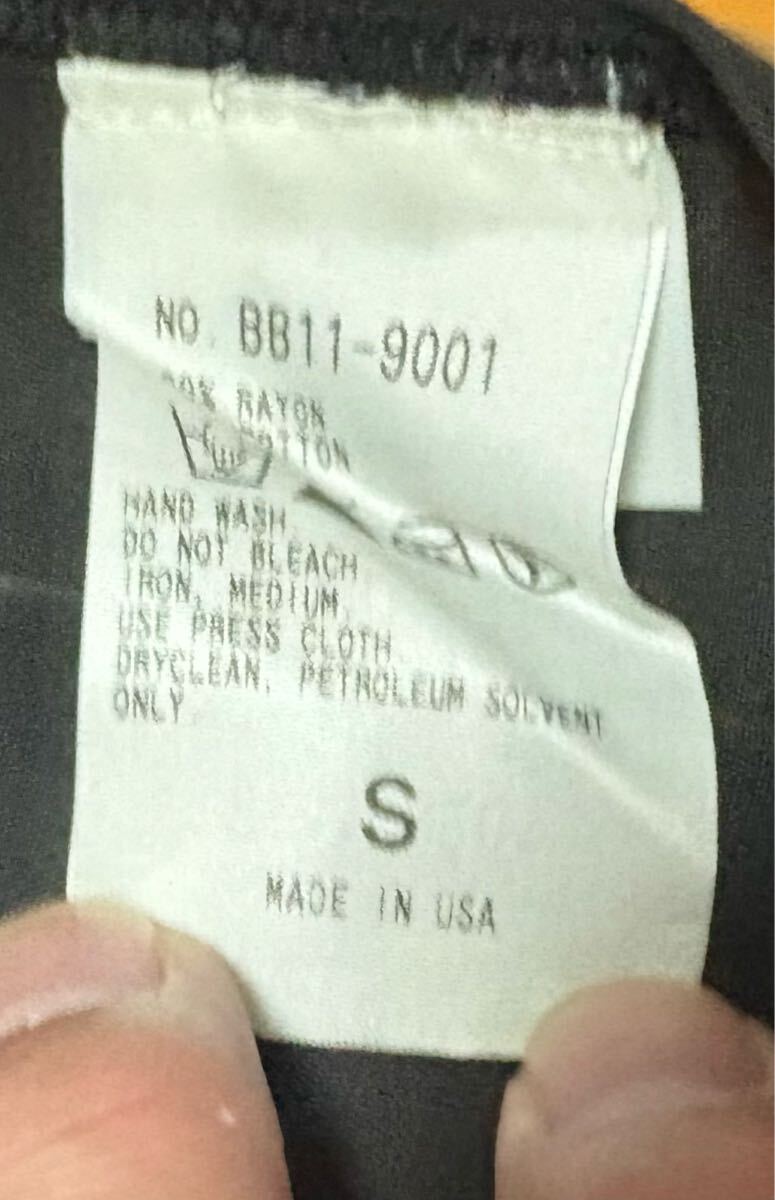 NO. BB11-9001
RAYON
COTTON
HAND WASH.
DO NOT BLEACH
IRON, MEDIUM,
USE PRESS CLOTH
DRYCLEAN, PETROLEUM SOLVENT
ONLY.
S
MADE IN USA